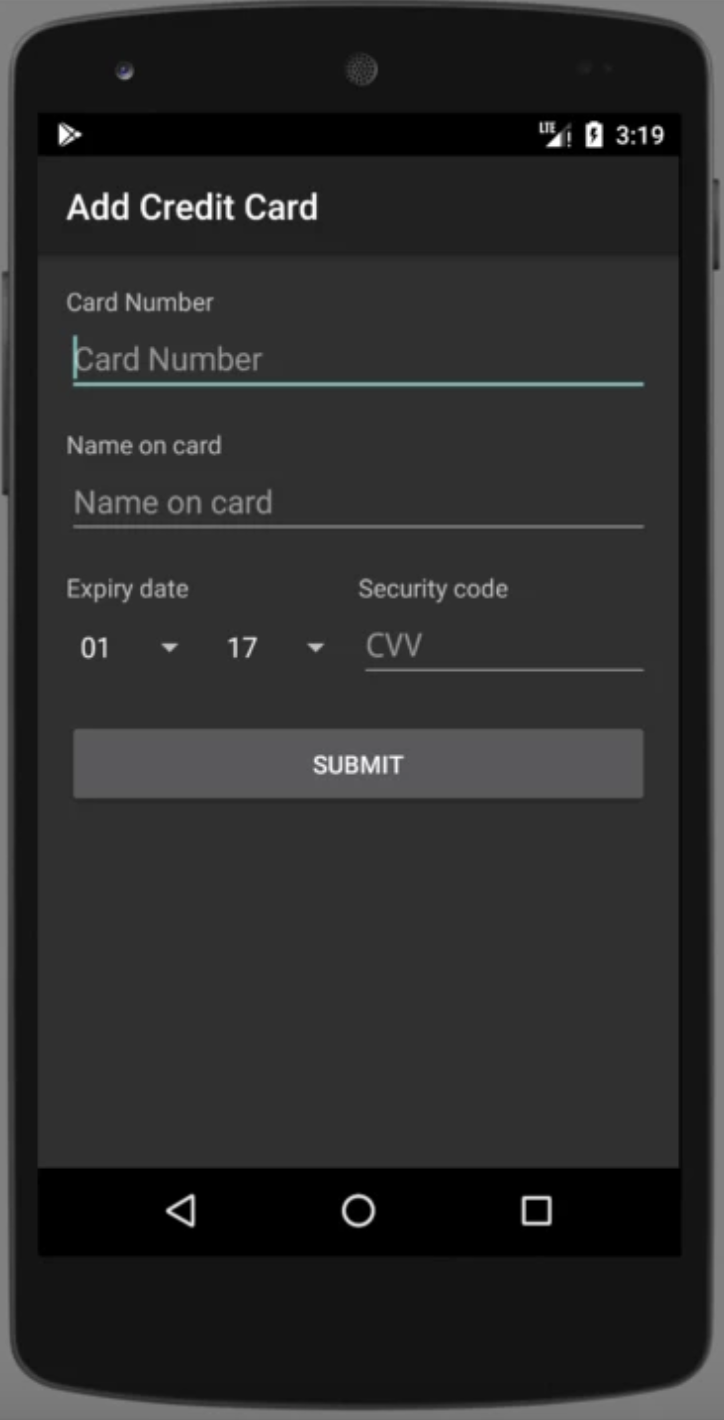 LTE 3:19
Add Credit Card
Card Number
Card Number
Name on card
Name on card
Expiry date Security code
01 17 CVV
SUBMIT